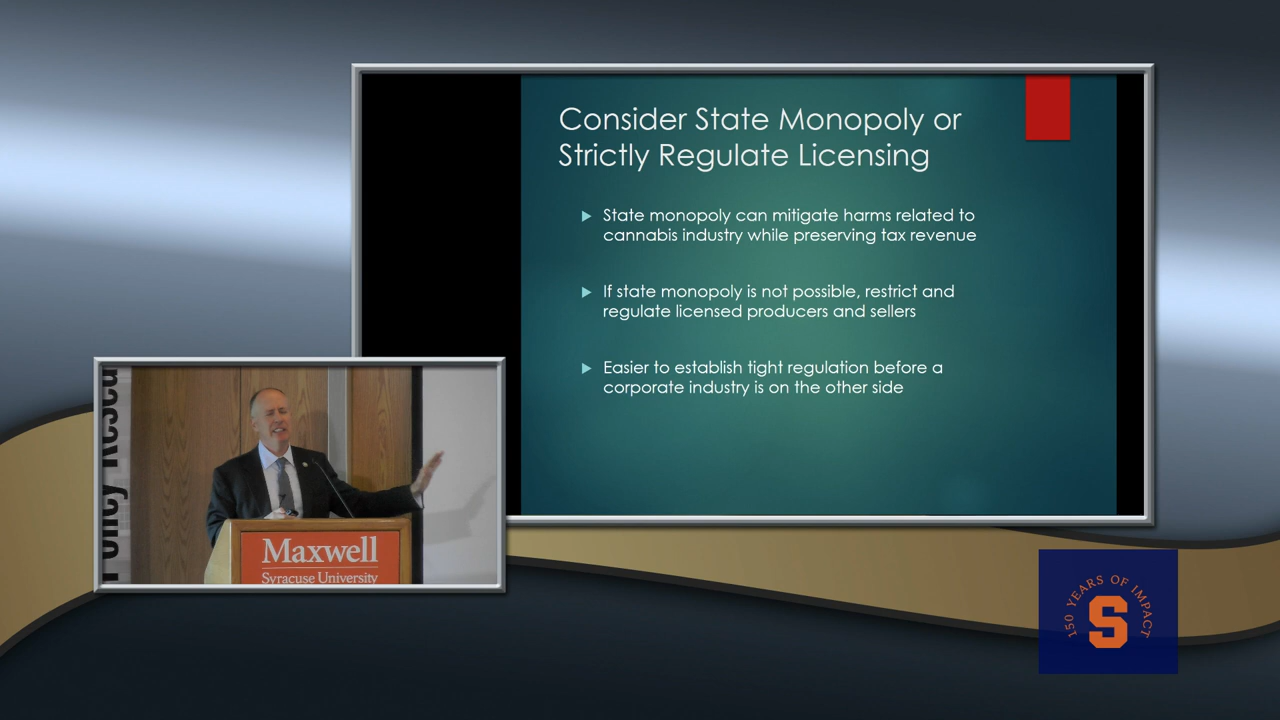 Consider State Monopoly or
Strictly Regulate Licensing
State monopoly can mitigate harms related to
cannabis industry while preserving tax revenue
If state monopoly is not possible, restrict and
regulate licensed producers and sellers
Easier to establish tight regulation before a
corporate industry is on the other side
Policy
Maxwell
Syracuse University
150 YEARS OF IMPACT
S